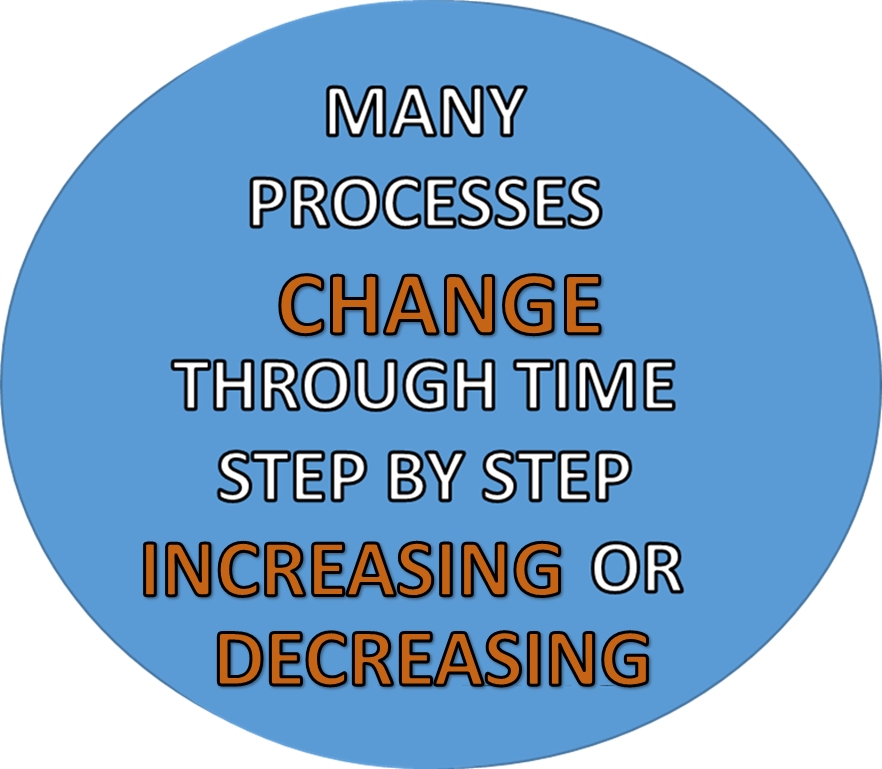 MANY
PROCESSES
CHANGE
THROUGH TIME
STEP BY STEP
INCREASING OR
DECREASING